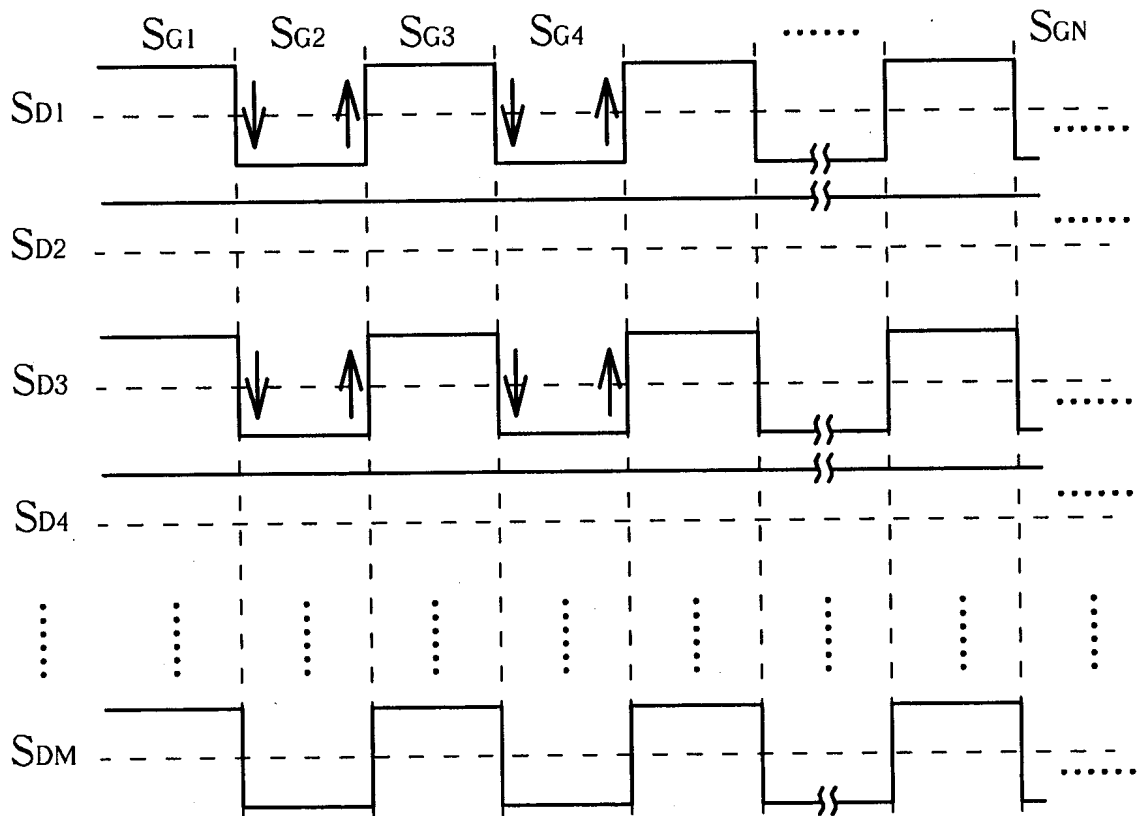 SG1 SG2 SG3 SG4 ...... SGN
SD1 ......
SD2 ......
SD3 ......
SD4 ......
SDM ......